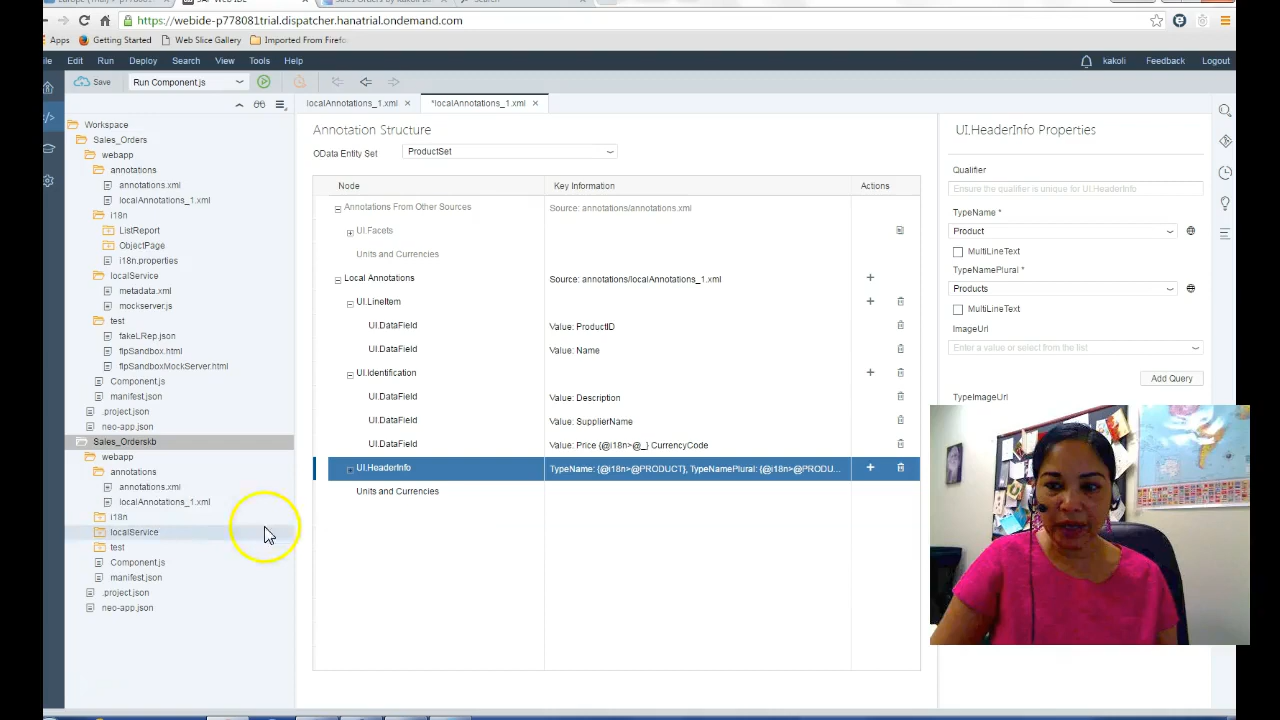 https://webide-p778081trial.dispatcher.hanatrial.ondemand.com
Apps Getting Started Web Slice Gallery Imported From Firefo
File Edit Run Deploy Search View Tools Help kakoli Feedback Logout
Save Run Component.js
localAnnotations_1.xml *localAnnotations_1.xml
Workspace
Sales_Orders
webapp
annotations
annotations.xml
localAnnotations_1.xml
i18n
ListReport
ObjectPage
i18n.properties
localService
metadata.xml
mockserver.js
test
fakeLRep.json
flpSandbox.html
flpSandboxMockServer.html
Component.js
manifest.json
.project.json
neo-app.json
Sales_Orderskb
webapp
annotations
annotations.xml
localAnnotations_1.xml
i18n
localService
test
Component.js
manifest.json
.project.json
neo-app.json
Annotation Structure
OData Entity Set ProductSet
Node Key Information Actions
Annotations From Other Sources Source: annotations/annotations.xml
UI.Facets
Units and Currencies
Local Annotations Source: annotations/localAnnotations_1.xml
UI.LineItem
UI.DataField Value: ProductID
UI.DataField Value: Name
UI.Identification
UI.DataField Value: Description
UI.DataField Value: SupplierName
UI.DataField Value: Price {@i18n>@_} CurrencyCode
UI.HeaderInfo TypeName: {@i18n>@PRODUCT}, TypeNamePlural: {@i18n>@PRODU...
Units and Currencies
UI.HeaderInfo Properties
Qualifier
Ensure the qualifier is unique for UI.HeaderInfo
TypeName *
Product
MultiLineText
TypeNamePlural *
Products
MultiLineText
ImageUrl
Enter a value or select from the list
Add Query
TypeImageUrl